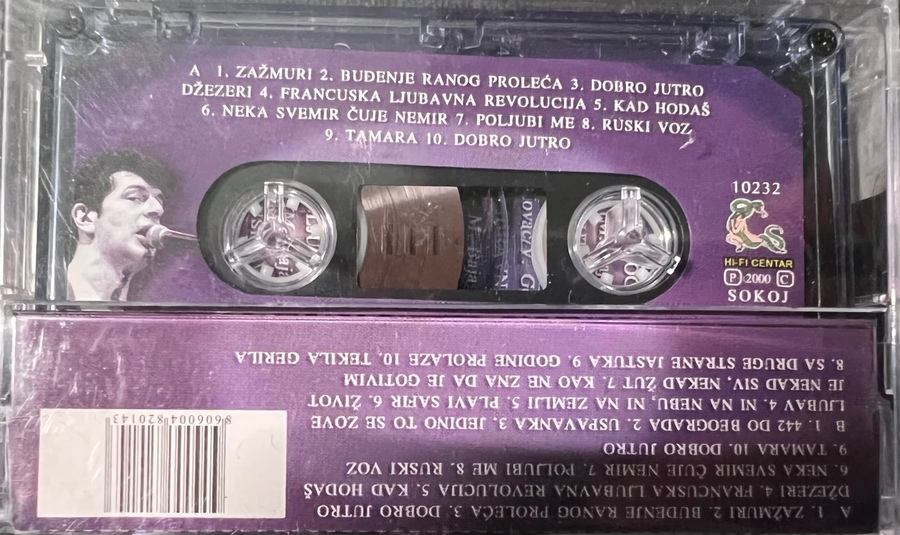 A 1. ZAŽMURI 2. BUĐENJE RANOG PROLEĆA 3. DOBRO JUTRO
DŽEZERI 4. FRANCUSKA LJUBAVNA REVOLUCIJA 5. KAD HODAŠ
6. NEKA SVEMIR ČUJE NEMIR 7. POLJUBI ME 8. RUSKI VOZ
9. TAMARA 10. DOBRO JUTRO
10232
HI-FI CENTAR
P 2000 C
SOKOJ
A 1. ZAŽMURI 2. BUĐENJE RANOG PROLEĆA 3. DOBRO JUTRO
DŽEZERI 4. FRANCUSKA LJUBAVNA REVOLUCIJA 5. KAD HODAŠ
6. NEKA SVEMIR ČUJE NEMIR 7. POLJUBI ME 8. RUSKI VOZ
9. TAMARA 10. DOBRO JUTRO
B 1. 442 DO BEOGRADA 2. USPAVANKA 3. JEDINO TO SE ZOVE
LJUBAV 4. NI NA NEBU, NI NA ZEMLJI 5. PLAVI SAFIR 6. ŽIVOT
JE NEKAD SIV, NEKAD ŽUT 7. KAO NE ZNA DA JE GOTIVIM
8. SA DRUGE STRANE JASTUKA 9. GODINE PROLAZE 10. TEKILA GERILA
8606004820143